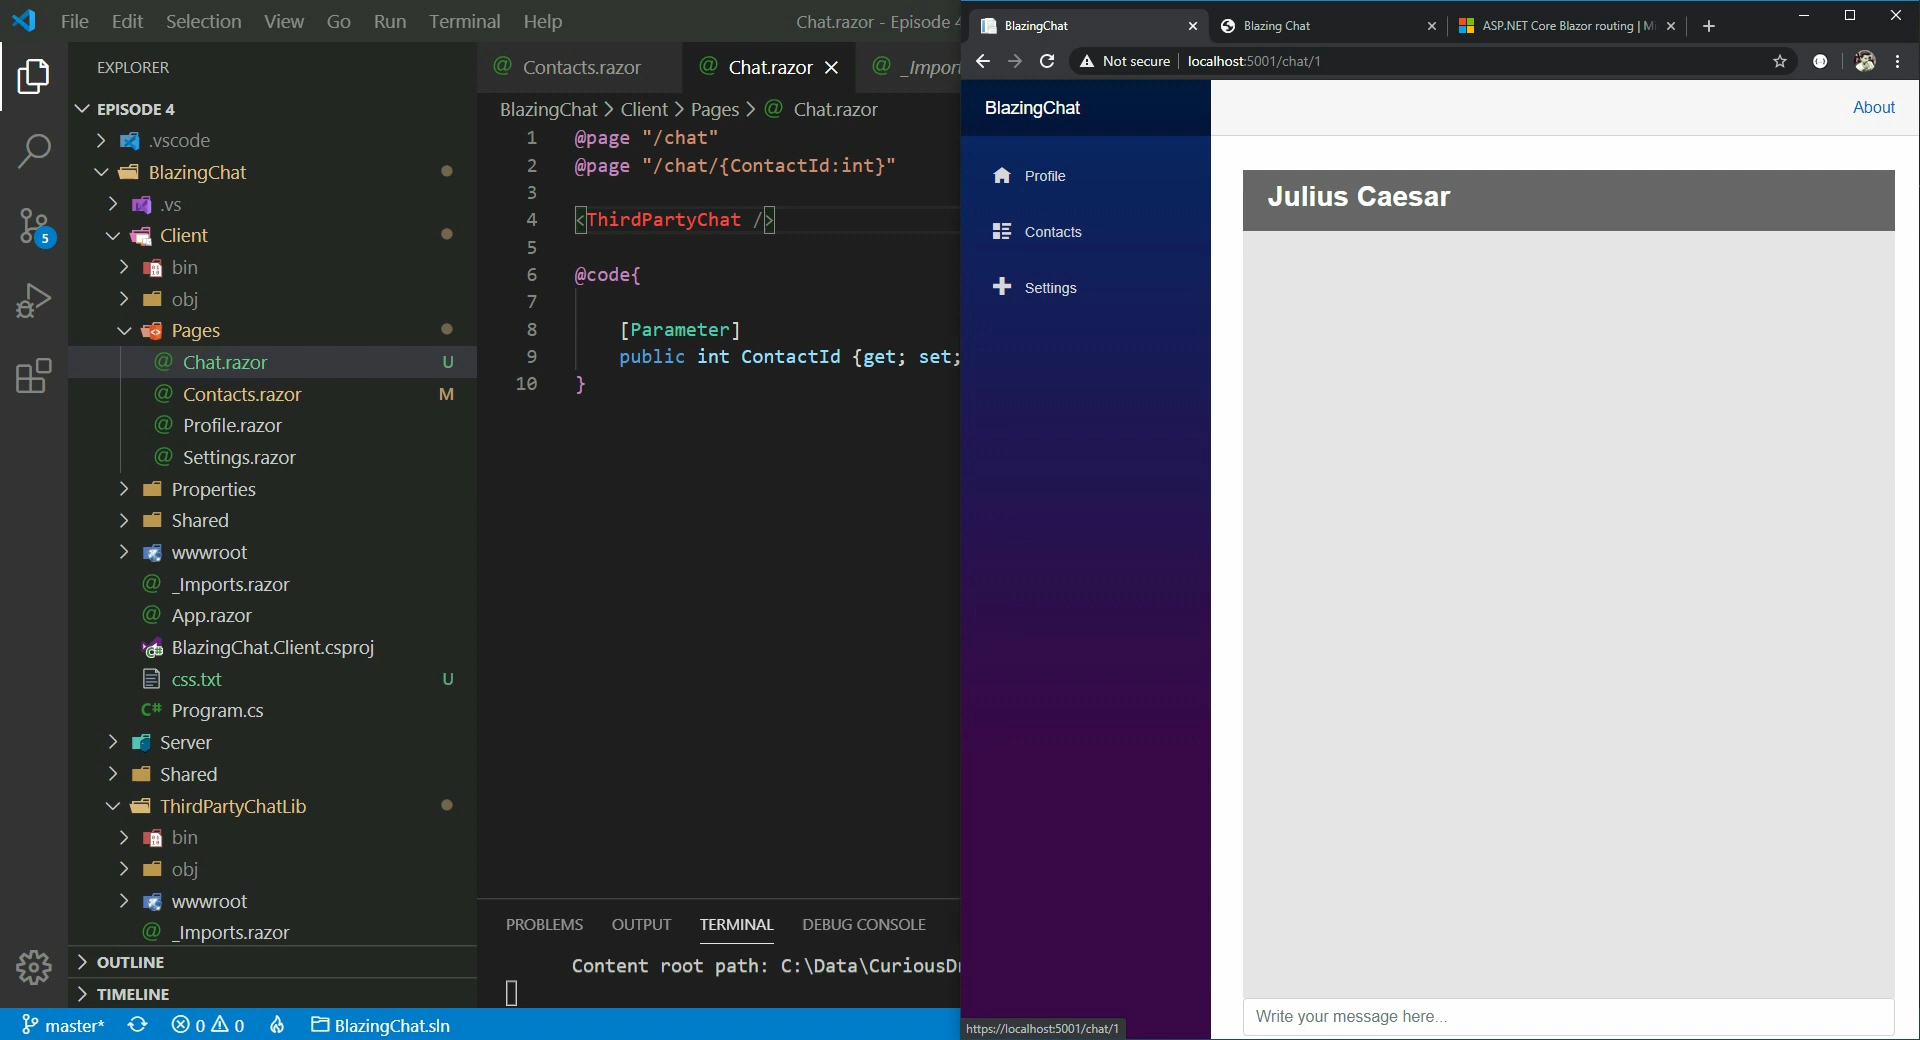 File Edit Selection View Go Run Terminal Help
Chat.razor - Episode 4
EXPLORER
EPISODE 4
.vscode
BlazingChat
.vs
Client
bin
obj
Pages
Chat.razor U
Contacts.razor M
Profile.razor
Settings.razor
Properties
Shared
wwwroot
_Imports.razor
App.razor
BlazingChat.Client.csproj
css.txt U
C# Program.cs
Server
Shared
ThirdPartyChatLib
bin
obj
wwwroot
_Imports.razor
OUTLINE
TIMELINE
5
master* 0 0 BlazingChat.sln
Contacts.razor Chat.razor _Impor
BlazingChat > Client > Pages > Chat.razor
1 @page "/chat"
2 @page "/chat/{ContactId:int}"
3
4 <ThirdPartyChat />
5
6 @code{
7
8 [Parameter]
9 public int ContactId {get; set;
10 }
PROBLEMS OUTPUT TERMINAL DEBUG CONSOLE
Content root path: C:\Data\CuriousD
BlazingChat Blazing Chat ASP.NET Core Blazor routing | Mi
Not secure localhost:5001/chat/1
BlazingChat
About
Profile
Contacts
Settings
Julius Caesar
Write your message here...
https://localhost:5001/chat/1